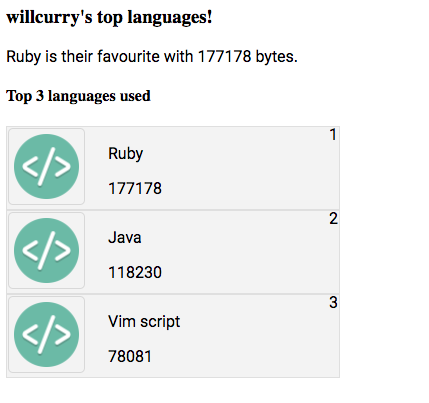 willcurry's top languages!
Ruby is their favourite with 177178 bytes.
Top 3 languages used
1
Ruby
177178
2
Java
118230
3
Vim script
78081